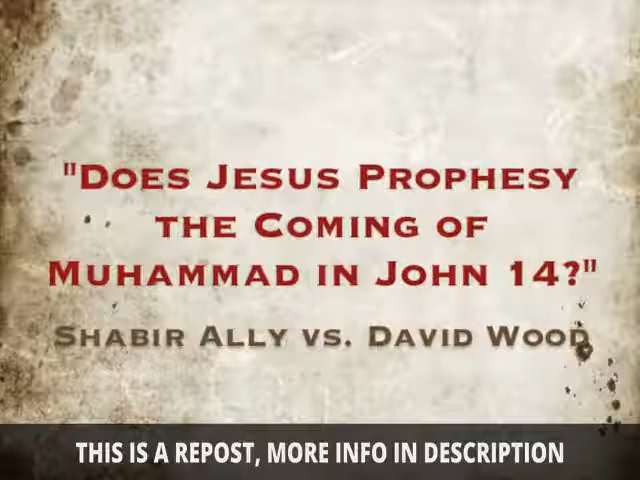 "Does Jesus Prophesy
the Coming of
Muhammad in John 14?"
Shabir Ally vs. David Wood
THIS IS A REPOST, MORE INFO IN DESCRIPTION